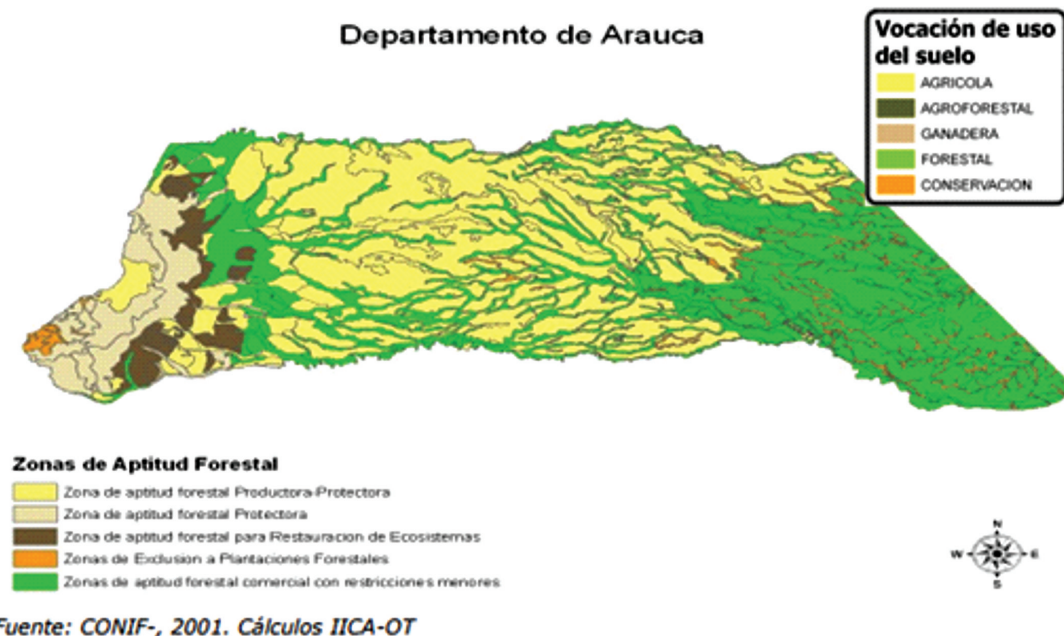 Departamento de Arauca
Vocación de uso
del suelo
AGRICOLA
AGROFORESTAL
GANADERA
FORESTAL
CONSERVACION
Zonas de Aptitud Forestal
Zona de aptitud forestal Productora-Protectora
Zona de aptitud forestal Protectora
Zona de aptitud forestal para Restauracion de Ecosistemas
Zonas de Exclusion a Plantaciones Forestales
Zonas de aptitud forestal comercial con restricciones menores
N
W E
S
Fuente: CONIF-, 2001. Cálculos IICA-OT